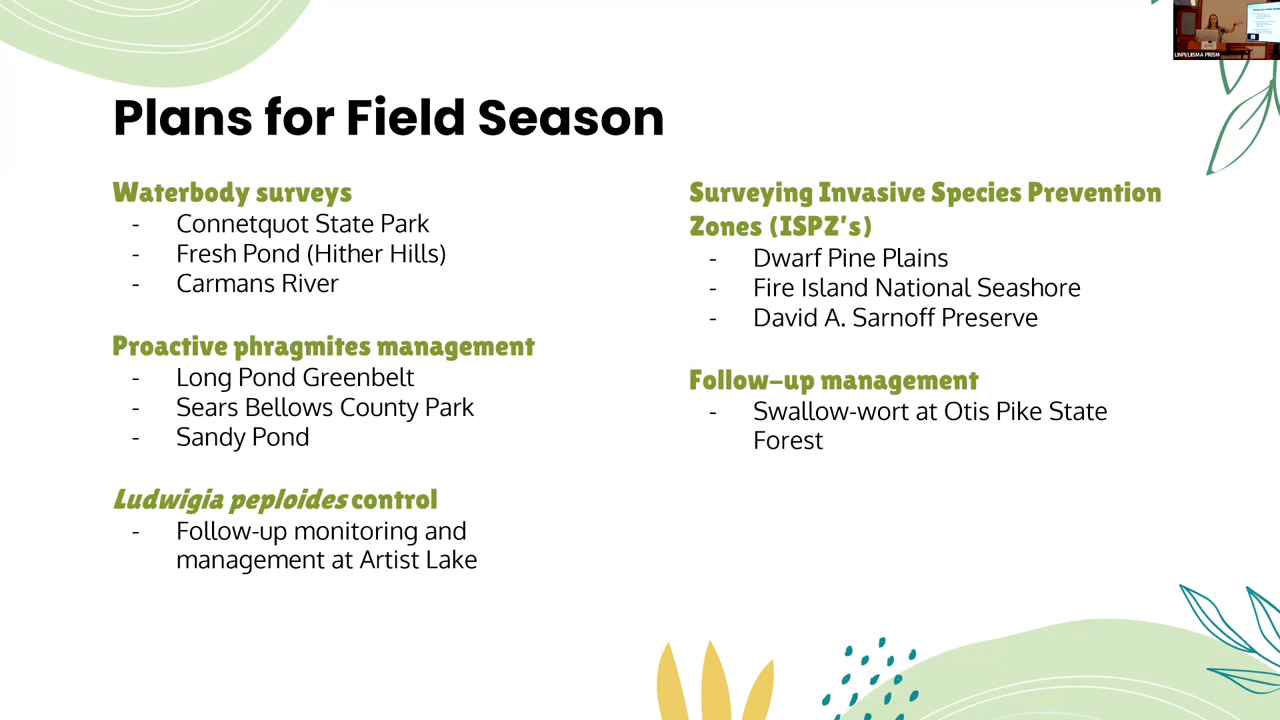 Plans for Field Season
Waterbody surveys
- Connetquot State Park
- Fresh Pond (Hither Hills)
- Carmans River
Proactive phragmites management
- Long Pond Greenbelt
- Sears Bellows County Park
- Sandy Pond
Ludwigia peploides control
- Follow-up monitoring and
management at Artist Lake
Surveying Invasive Species Prevention
Zones (ISPZ's)
- Dwarf Pine Plains
- Fire Island National Seashore
- David A. Sarnoff Preserve
Follow-up management
- Swallow-wort at Otis Pike State
Forest
LINPI/LIISMA PRISM